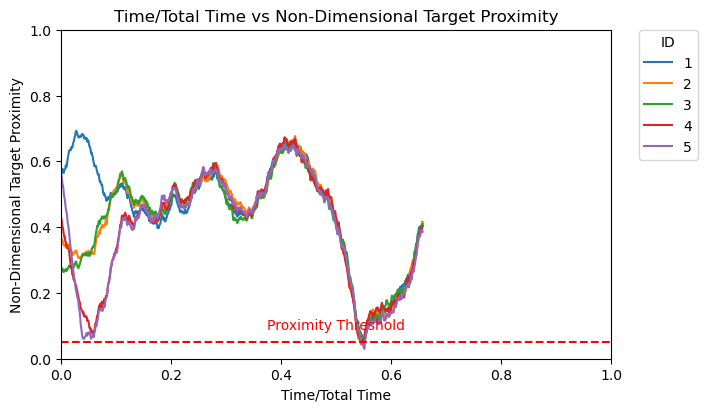 Time/Total Time vs Non-Dimensional Target Proximity
ID
1
2
3
4
5
Non-Dimensional Target Proximity
1.0
0.8
0.6
0.4
0.2
0.0
Proximity Threshold
0.0 0.2 0.4 0.6 0.8 1.0
Time/Total Time